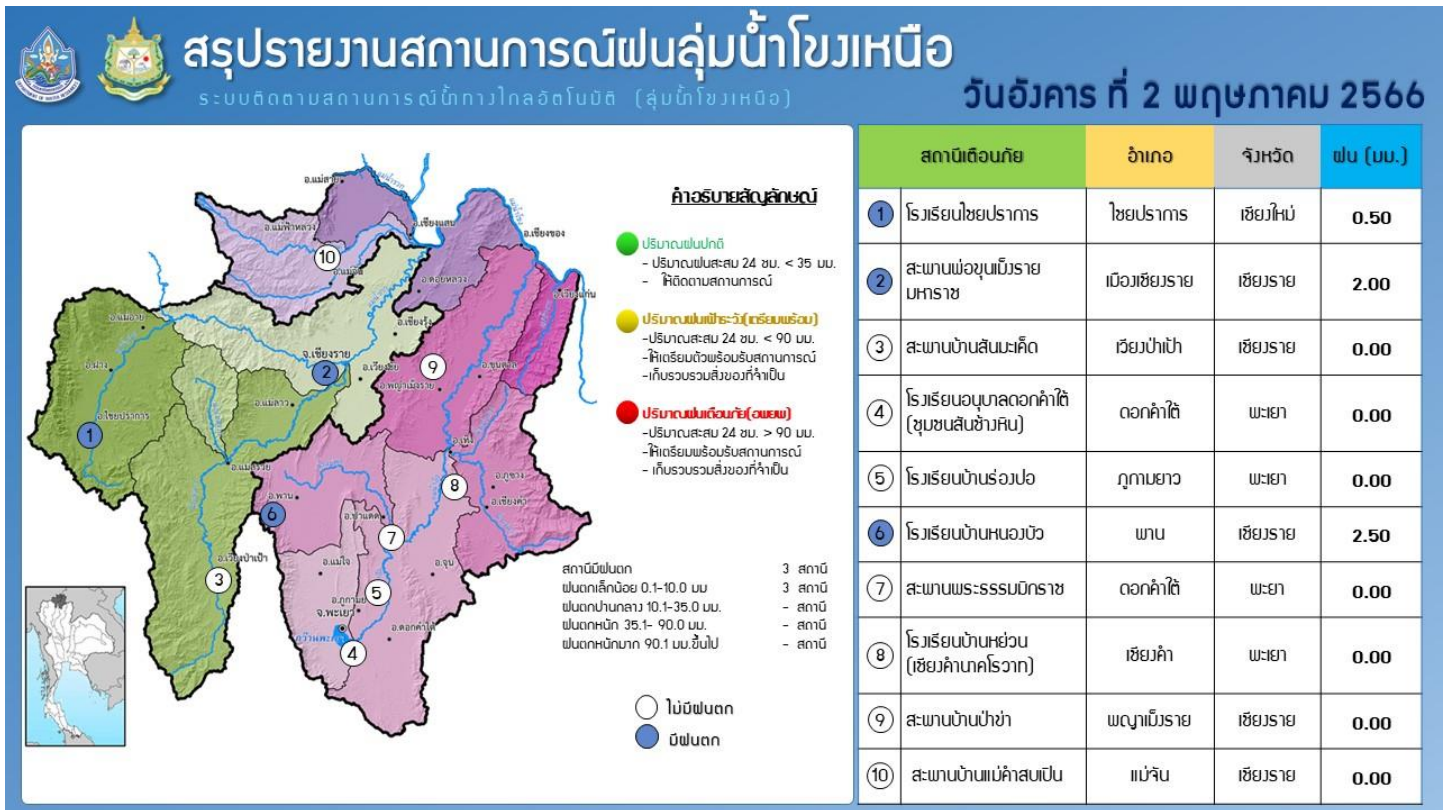 สรุปรายงานสถานการณ์ฝนลุ่มน้ำโขงเหนือ
ระบบติดตามสถานการณ์น้ำทางไกลอัตโนมัติ (ลุ่มน้ำโขงเหนือ)
วันอังคาร ที่ 2 พฤษภาคม 2566
อ.แม่สาย
อ.เชียงแสน
อ.แม่ฟ้าหลวง
10
อ.แม่จัน
อ.เชียงของ
อ.ดอยหลวง
อ.เวียงแก่น
อ.แม่อาย
อ.เชียงรุ้ง
จ.เชียงราย
2
อ.เวียงชัย
9
อ.พญาเม็งราย
อ.ขุนตาล
อ.ฝาง
อ.ไชยปราการ
1
อ.แม่ลาว
อ.แม่สรวย
อ.เทิง
8
อ.ภูซาง
อ.เชียงคำ
อ.พาน
6
อ.ป่าแดด
7
อ.เวียงป่าเป้า
3
อ.แม่ใจ
5
อ.จุน
จ.พะเยา
อ.ดอกคำใต้
4
คำอธิบายสัญลักษณ์
ปริมาณฝนปกติ
- ปริมาณฝนสะสม 24 ชม. < 35 มม.
- ให้ติดตามสถานการณ์
ปริมาณฝนเฝ้าระวัง(เตรียมพร้อม)
-ปริมาณสะสม 24 ชม. < 90 มม.
-ให้เตรียมตัวพร้อมรับสถานการณ์
-เก็บรวบรวมสิ่งของที่จำเป็น
ปริมาณฝนเตือนภัย(อพยพ)
-ปริมาณสะสม 24 ชม. > 90 มม.
-ให้เตรียมพร้อมรับสถานการณ์
- เก็บรวบรวมสิ่งของที่จำเป็น
สถานีมีฝนตก 3 สถานี
ฝนตกเล็กน้อย 0.1-10.0 มม 3 สถานี
ฝนตกปานกลาง 10.1-35.0 มม. - สถานี
ฝนตกหนัก 35.1- 90.0 มม. - สถานี
ฝนตกหนักมาก 90.1 มม.ขึ้นไป - สถานี
ไม่มีฝนตก
มีฝนตก
สถานีเตือนภัย อำเภอ จังหวัด ฝน (มม.)
1 โรงเรียนไชยปราการ ไชยปราการ เชียงใหม่ 0.50
2 สะพานพ่อขุนเม็งราย
มหาราช เมืองเชียงราย เชียงราย 2.00
3 สะพานบ้านสันมะเค็ด เวียงป่าเป้า เชียงราย 0.00
4 โรงเรียนอนุบาลดอกคำใต้
(ชุมชนสันช้างหิน) ดอกคำใต้ พะเยา 0.00
5 โรงเรียนบ้านร่องปอ ภูกามยาว พะเยา 0.00
6 โรงเรียนบ้านหนองบัว พาน เชียงราย 2.50
7 สะพานพระธรรมมิกราช ดอกคำใต้ พะเยา 0.00
8 โรงเรียนบ้านหย่วน
(เชียงคำนาคโรวาท) เชียงคำ พะเยา 0.00
9 สะพานบ้านป่าข่า พญาเม็งราย เชียงราย 0.00
10 สะพานบ้านแม่คำสบเปิน แม่จัน เชียงราย 0.00